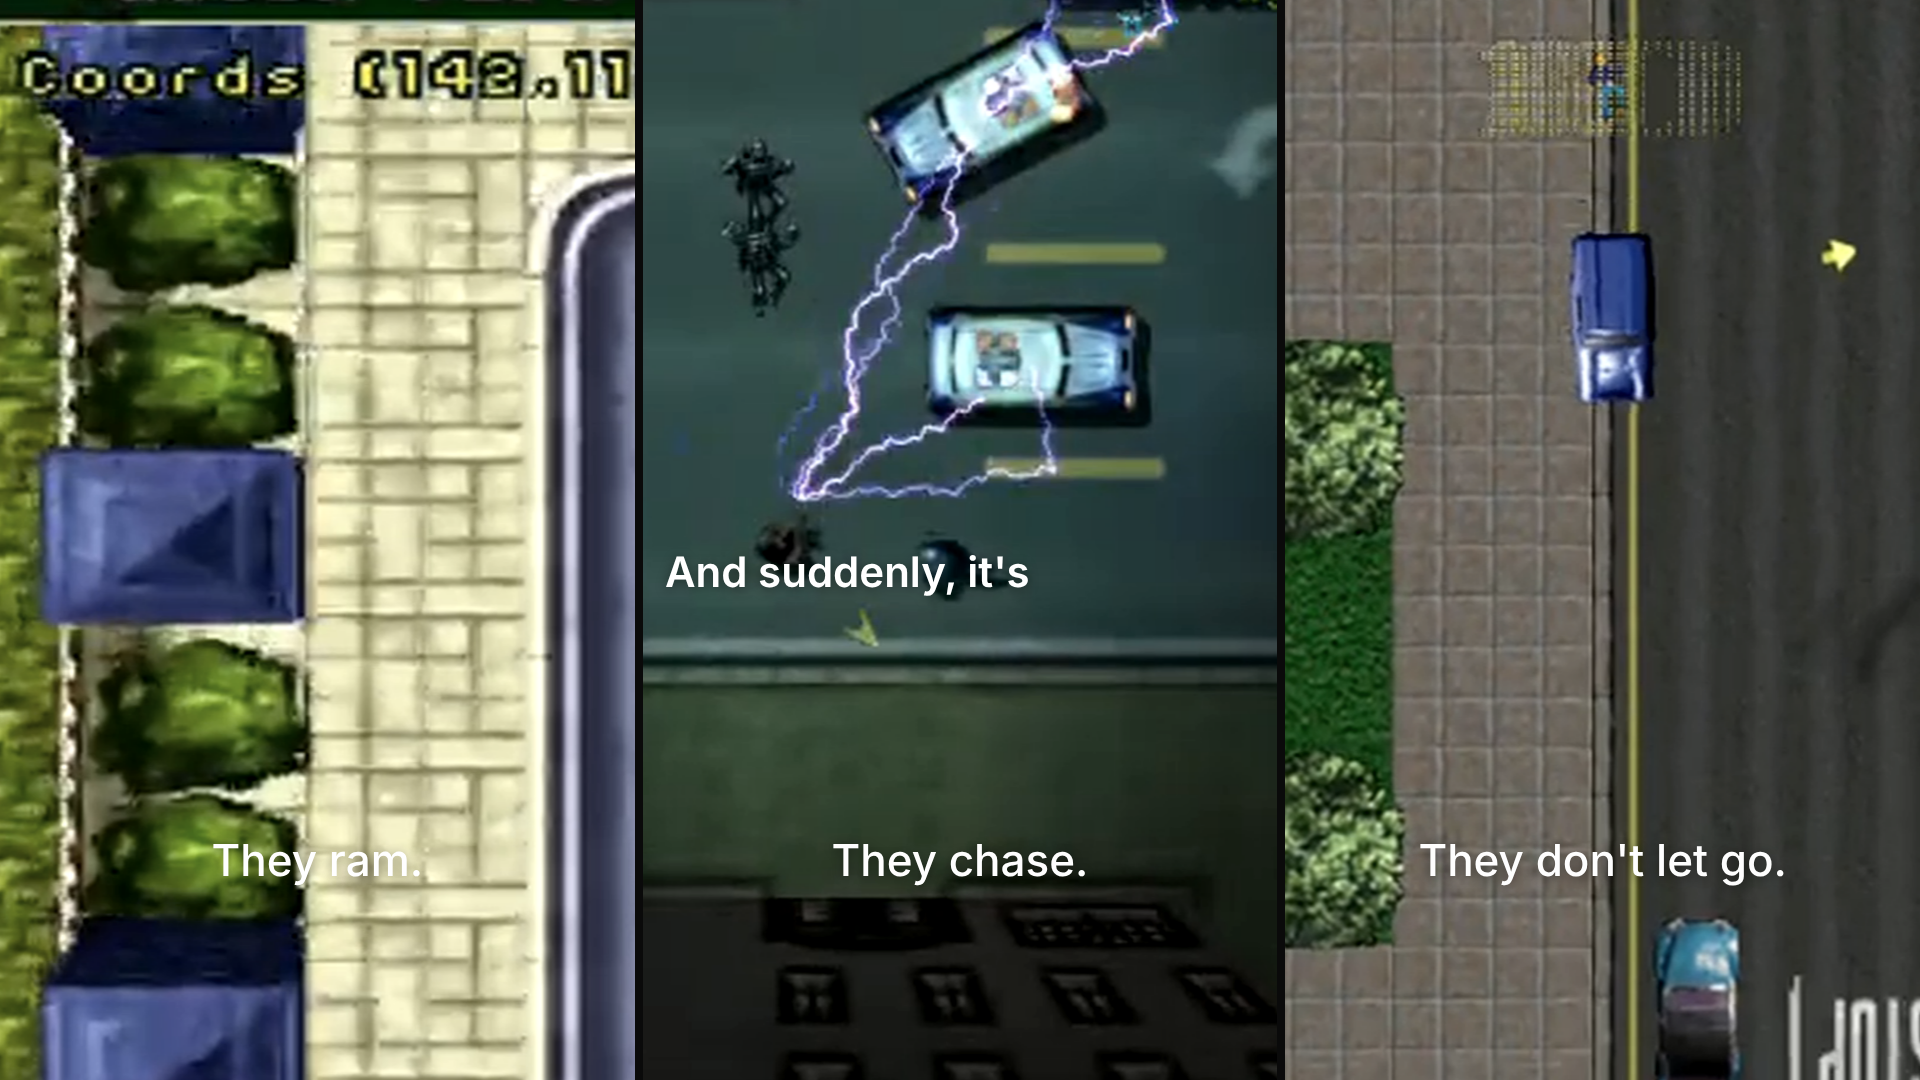 Coords (142.11
And suddenly, it's
They ram.
They chase.
They don't let go.